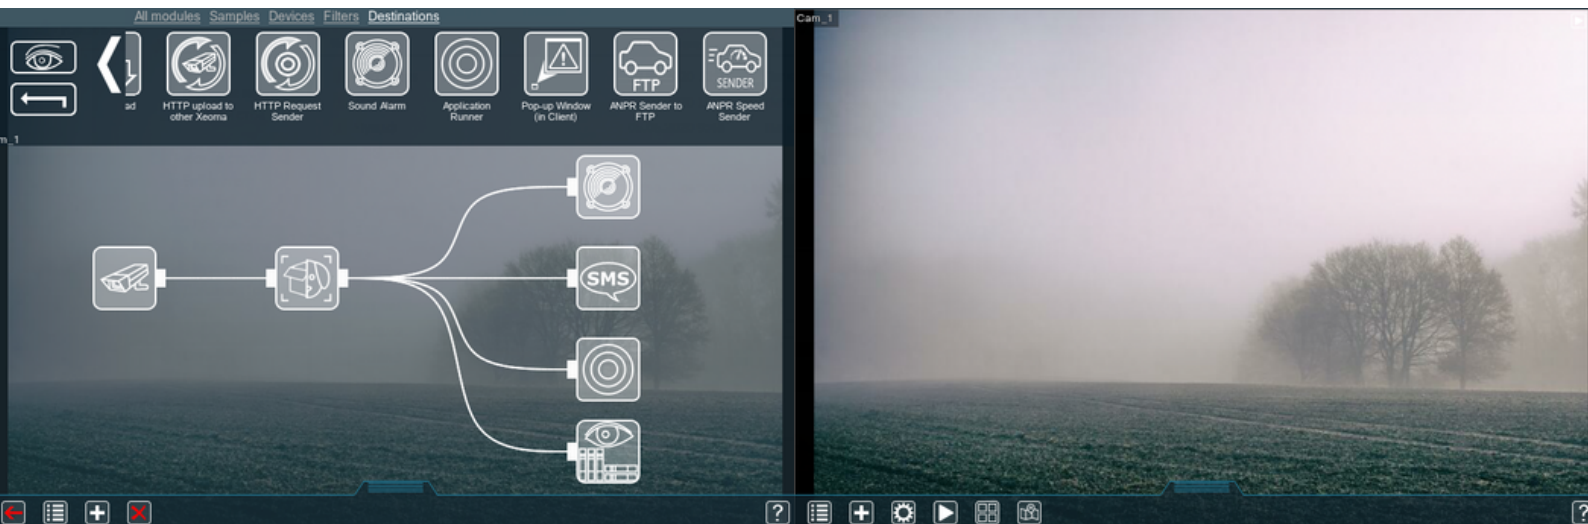 All modules Samples Devices Filters Destinations
Cam_1
FTP
SENDER
ad
HTTP upload to
other Xeoma
HTTP Request
Sender
Sound Alarm
Application
Runner
Pop-up Window
(in Client)
ANPR Sender to
FTP
ANPR Speed
Sender
m_1
SMS
?
?